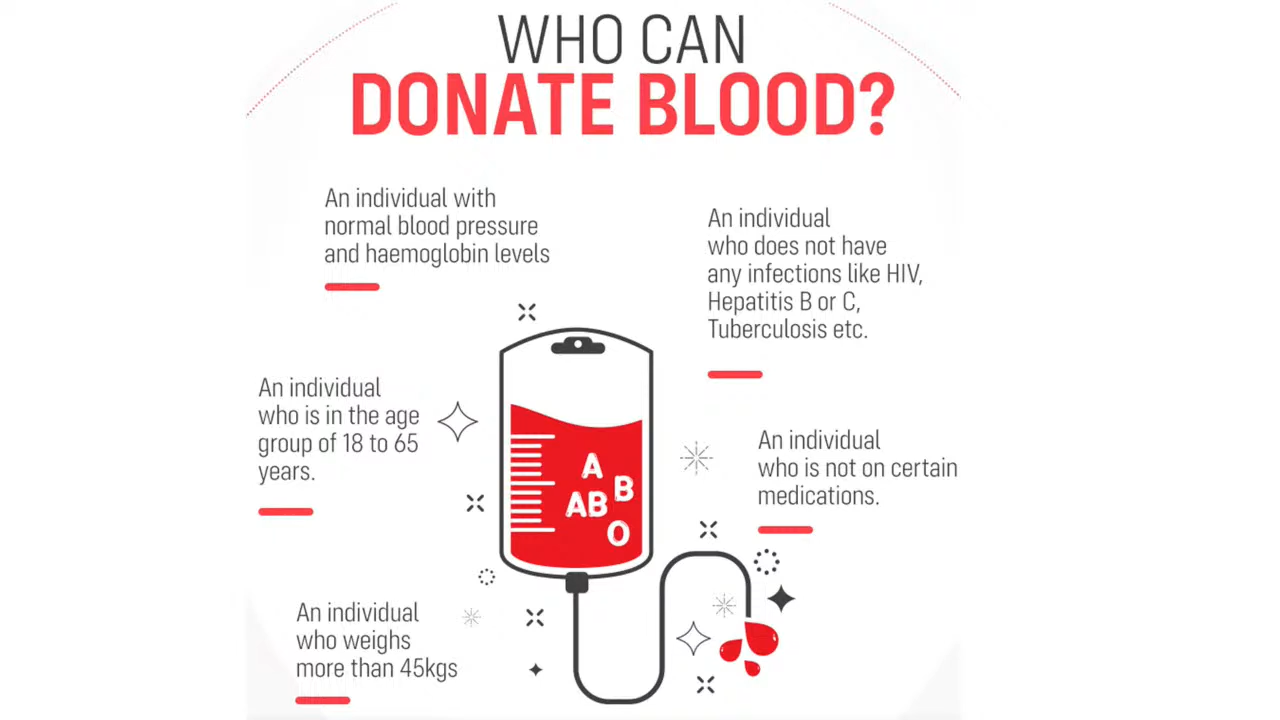 WHO CAN
DONATE BLOOD?
An individual with
normal blood pressure
and haemoglobin levels
An individual
who does not have
any infections like HIV,
Hepatitis B or C,
Tuberculosis etc.
An individual
who is in the age
group of 18 to 65
years.
An individual
who is not on certain
medications.
A
B
AB
O
An individual
who weighs
more than 45kgs